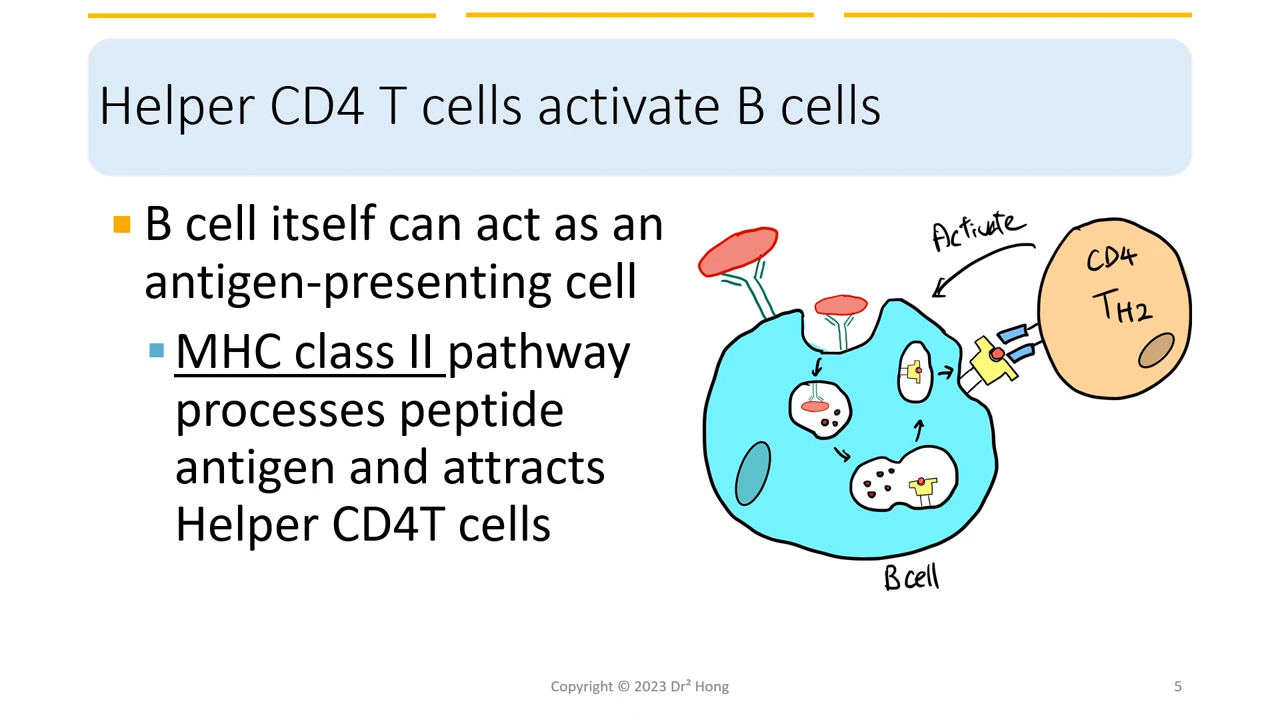 Helper CD4 T cells activate B cells
B cell itself can act as an
antigen-presenting cell
MHC class II pathway
processes peptide
antigen and attracts
Helper CD4T cells
Activate
CD4
TH2
B cell
Copyright © 2023 Dr² Hong
5